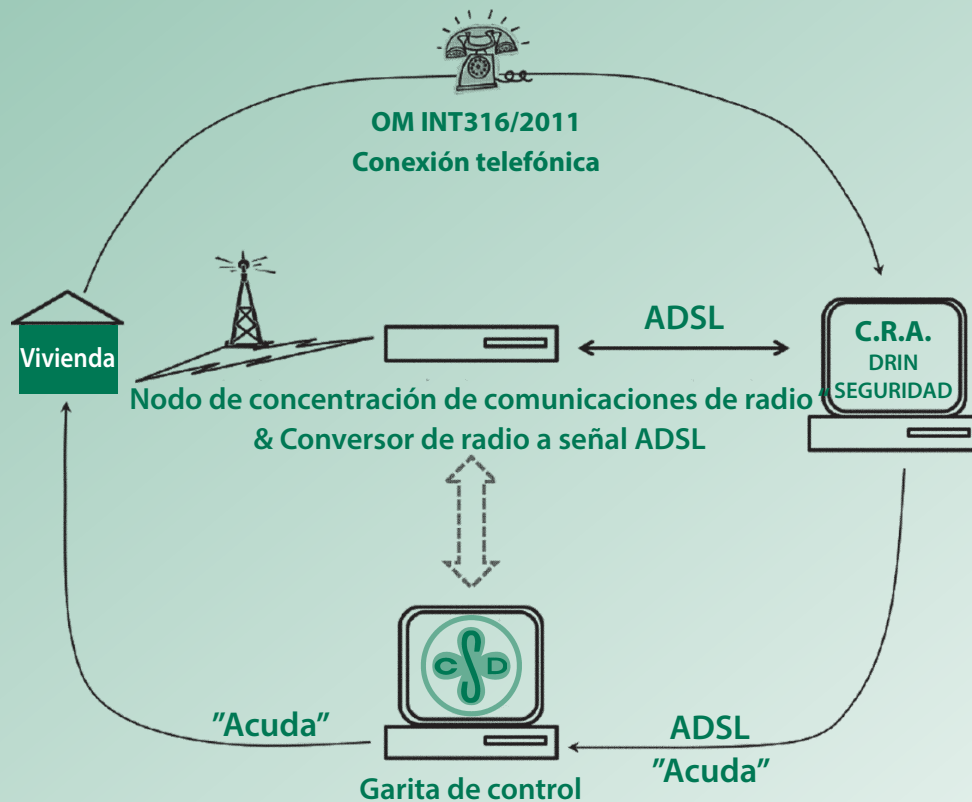 OM INT316/2011
Conexión telefónica
Vivienda
ADSL
C.R.A.
DRIN
SEGURIDAD
Nodo de concentración de comunicaciones de radio "
& Conversor de radio a señal ADSL
C S D
"Acuda"
ADSL
"Acuda"
Garita de control